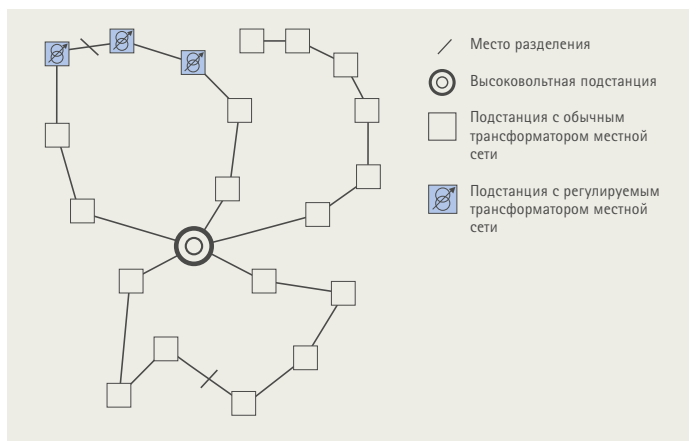 Место разделения
Высоковольтная подстанция
Подстанция с обычным
трансформатором местной
сети
Подстанция с регулируемым
трансформатором местной
сети